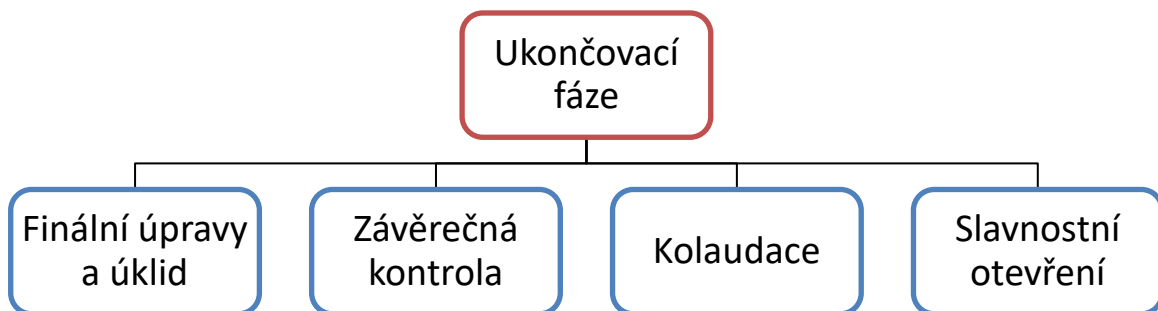 Ukončovací
fáze
Finální úpravy
a úklid
Závěrečná
kontrola
Kolaudace
Slavnostní
otevření